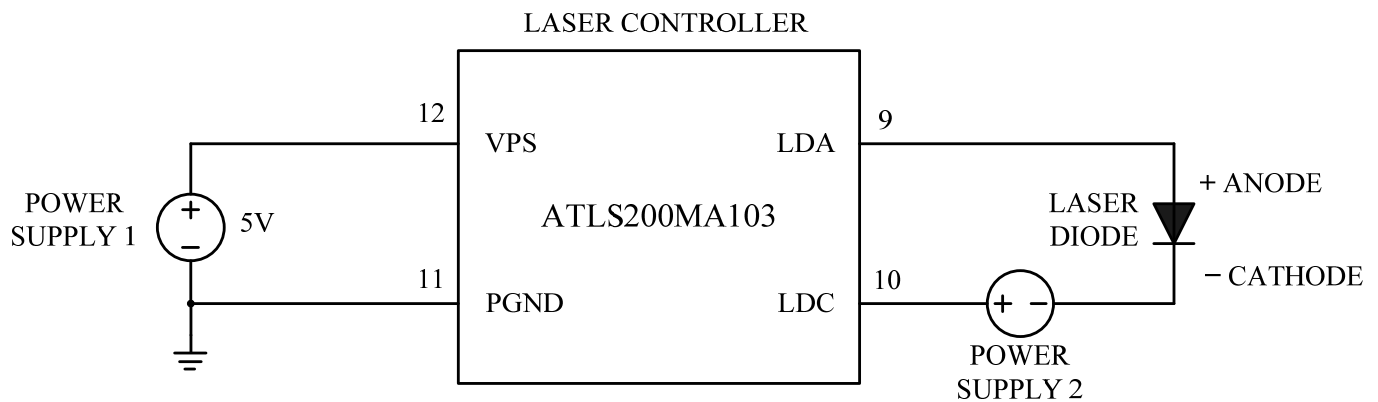 LASER CONTROLLER
12
9
VPS
LDA
+ ANODE
POWER
SUPPLY 1
+
−
5V
ATLS200MA103
LASER
DIODE
11
10
− CATHODE
PGND
LDC
+ −
POWER
SUPPLY 2